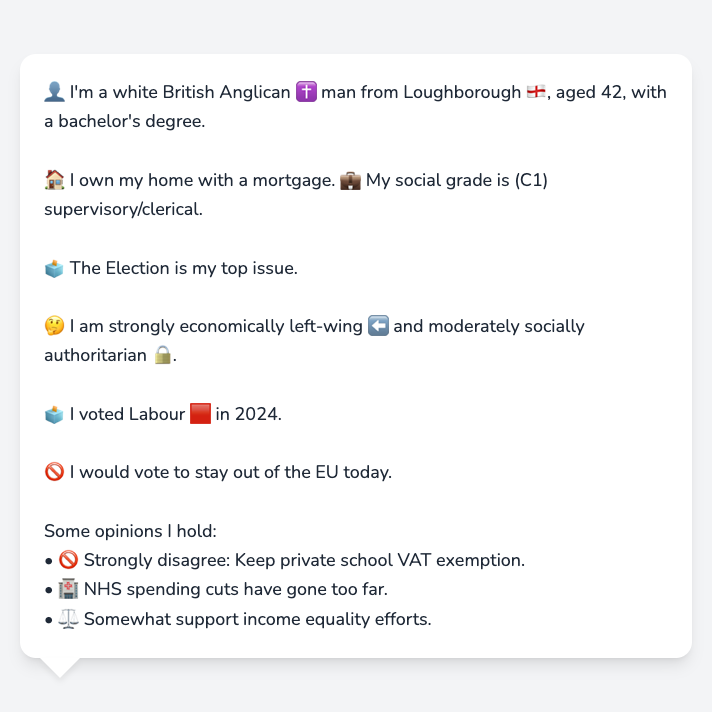 👤 I'm a white British Anglican ✝️ man from Loughborough 🏴󠁧󠁢󠁥󠁮󠁧󠁿, aged 42, with
a bachelor's degree.
🏠 I own my home with a mortgage. 💼 My social grade is (C1)
supervisory/clerical.
🗳️ The Election is my top issue.
🤔 I am strongly economically left-wing ⬅️ and moderately socially
authoritarian 🔒.
🗳️ I voted Labour 🟥 in 2024.
🚫 I would vote to stay out of the EU today.
Some opinions I hold:
• 🚫 Strongly disagree: Keep private school VAT exemption.
• 🏥 NHS spending cuts have gone too far.
• ⚖️ Somewhat support income equality efforts.